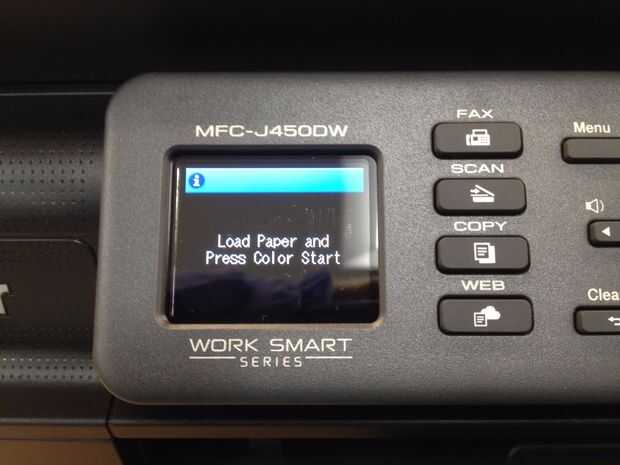 MFC-J450DW
Load Paper and
Press Color Start
WORK SMART
SERIES
FAX
SCAN
COPY
WEB
Menu